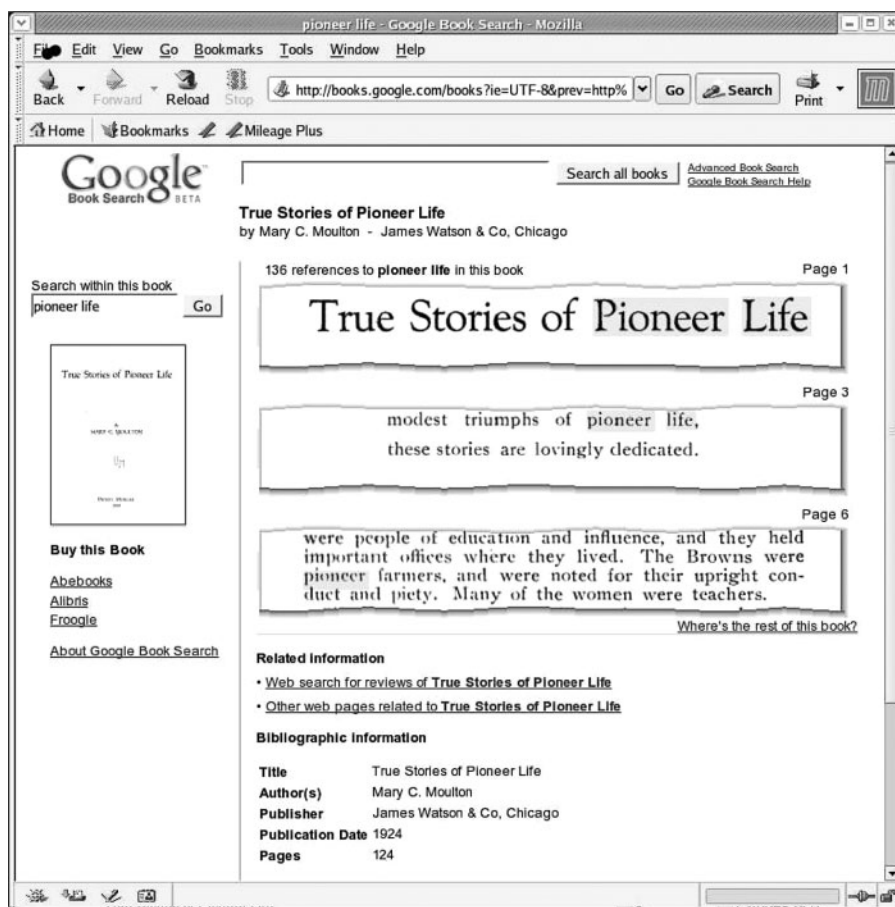 pioneer life - Google Book Search - Mozilla
File Edit View Go Bookmarks Tools Window Help
Back Forward Reload Stop http://books.google.com/books?ie=UTF-8&prev=http% Go Search Print
Home Bookmarks Mileage Plus
Google Book Search BETA
Search all books
Advanced Book Search
Google Book Search Help
True Stories of Pioneer Life
by Mary C. Moulton - James Watson & Co, Chicago
Search within this book
pioneer life Go
True Stories of Pioneer Life
MARY C. MOULTON
Buy this Book
Abebooks
Alibris
Froogle
About Google Book Search
136 references to pioneer life in this book Page 1
True Stories of Pioneer Life
Page 3
modest triumphs of pioneer life,
these stories are lovingly dedicated.
Page 6
were people of education and influence, and they held
important offices where they lived. The Browns were
pioneer farmers, and were noted for their upright con-
duct and piety. Many of the women were teachers.
Where's the rest of this book?
Related information
• Web search for reviews of True Stories of Pioneer Life
• Other web pages related to True Stories of Pioneer Life
Bibliographic information
Title True Stories of Pioneer Life
Author(s) Mary C. Moulton
Publisher James Watson & Co, Chicago
Publication Date 1924
Pages 124